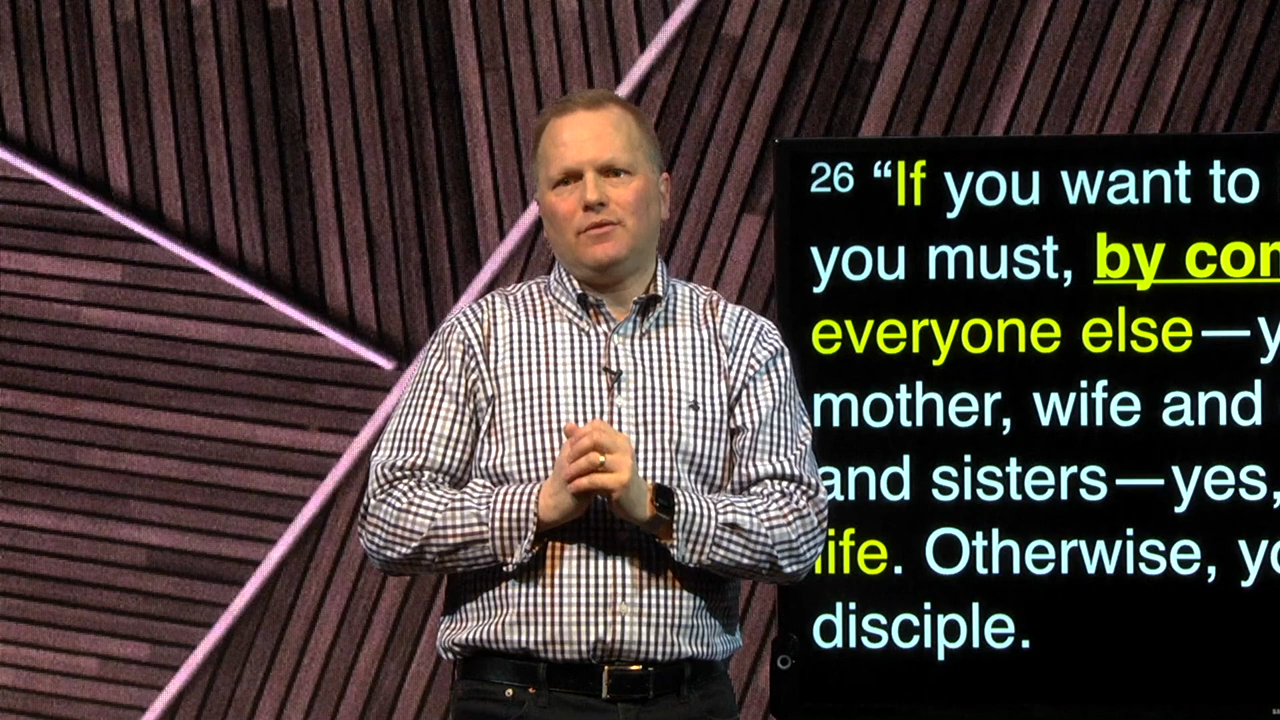 26 “If you want to
you must, by com
everyone else—y
mother, wife and
and sisters—yes,
life. Otherwise, yo
disciple.